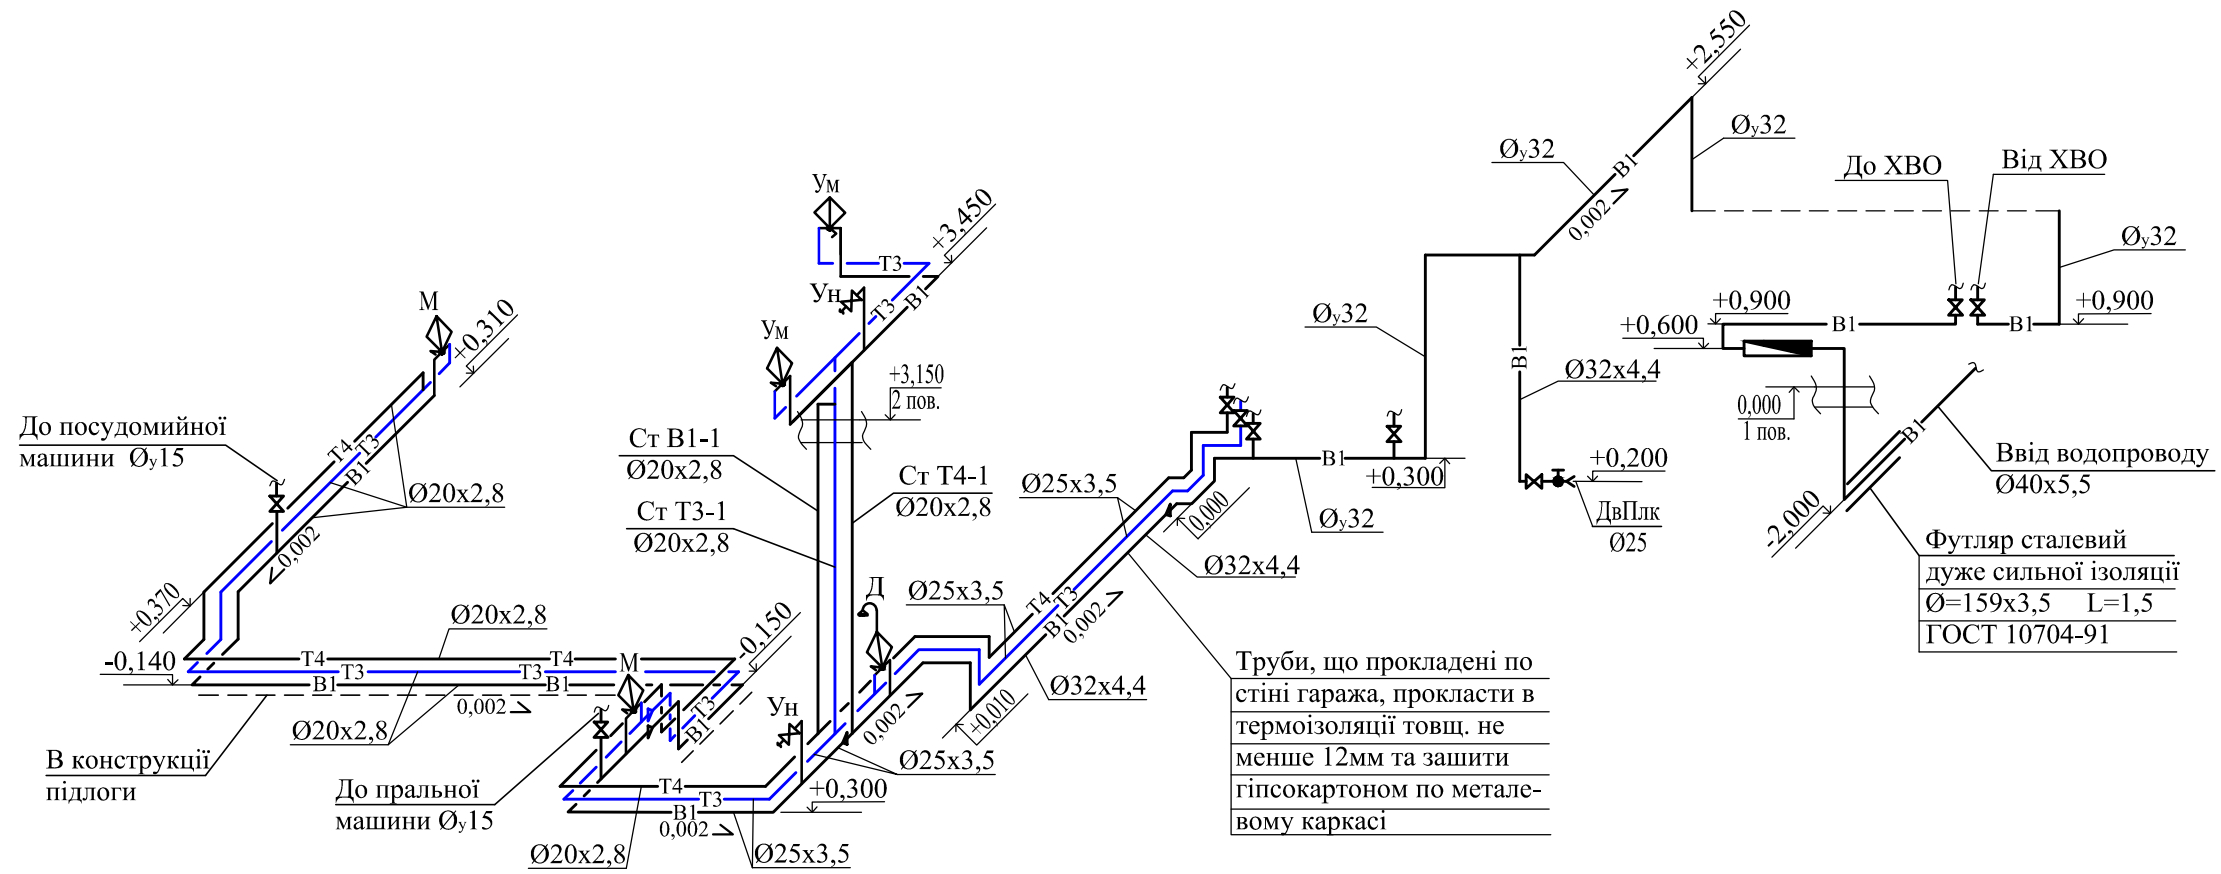 +2,550
Øу32
Øу32
В1
0,002
До ХВО
Від ХВО
Øу32
+0,900
+0,900
+0,600
В1
В1
0,000
1 пов.
В1
Ввід водопроводу
Ø40х5,5
-2,000
Футляр сталевий
дуже сильної ізоляції
Ø=159х3,5 L=1,5
ГОСТ 10704-91
Øу32
В1
Ø32х4,4
+0,200
ДвПлк
Ø25
В1
+0,300
Øу32
Ум
+3,450
Т3
Ун
Т3
В1
Ум
+3,150
2 пов.
М
+0,310
До посудомийної
машини Øу15
Т4
Т3
В1
Ø20х2,8
0,002
+0,370
Ст В1-1
Ø20х2,8
Ст Т4-1
Ø20х2,8
Ст Т3-1
Ø20х2,8
Ø25х3,5
0,000
Ø32х4,4
Д
Ø25х3,5
Т4
Т3
В1
0,002
Ø32х4,4
+0,010
Ø20х2,8
-0,140
Т4
Т4
Т3
Т3
В1
В1
М
-0,150
0,002
Ø20х2,8
Т3
В1
Ун
0,002
Ø25х3,5
В конструкції
підлоги
До пральної
машини Øу15
Т4
Т3
В1
0,002
+0,300
Ø20х2,8
Ø25х3,5
Труби, що прокладені по
стіні гаража, прокласти в
термоізоляції товщ. не
менше 12мм та зашити
гіпсокартоном по метале-
вому каркасі